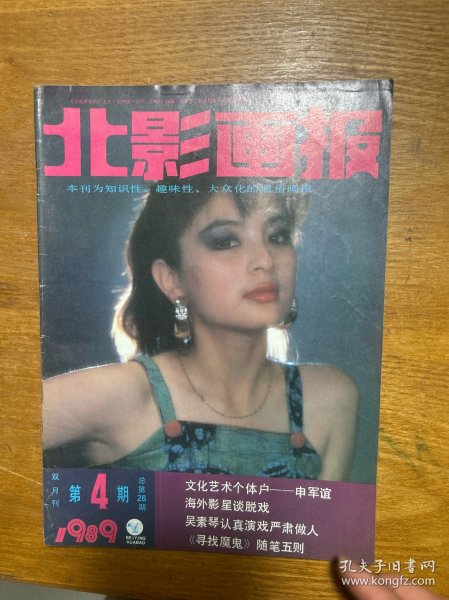 北影画报
本刊为知识性、趣味性、大众化的通俗画报
双月刊
第4期
总第26期
1989
BEIYING
HUABAO
文化艺术个体户——申军谊
海外影星谈脱戏
吴素琴认真演戏严肃做人
《寻找魔鬼》随笔五则
孔夫子旧书网
www.kongfz.com